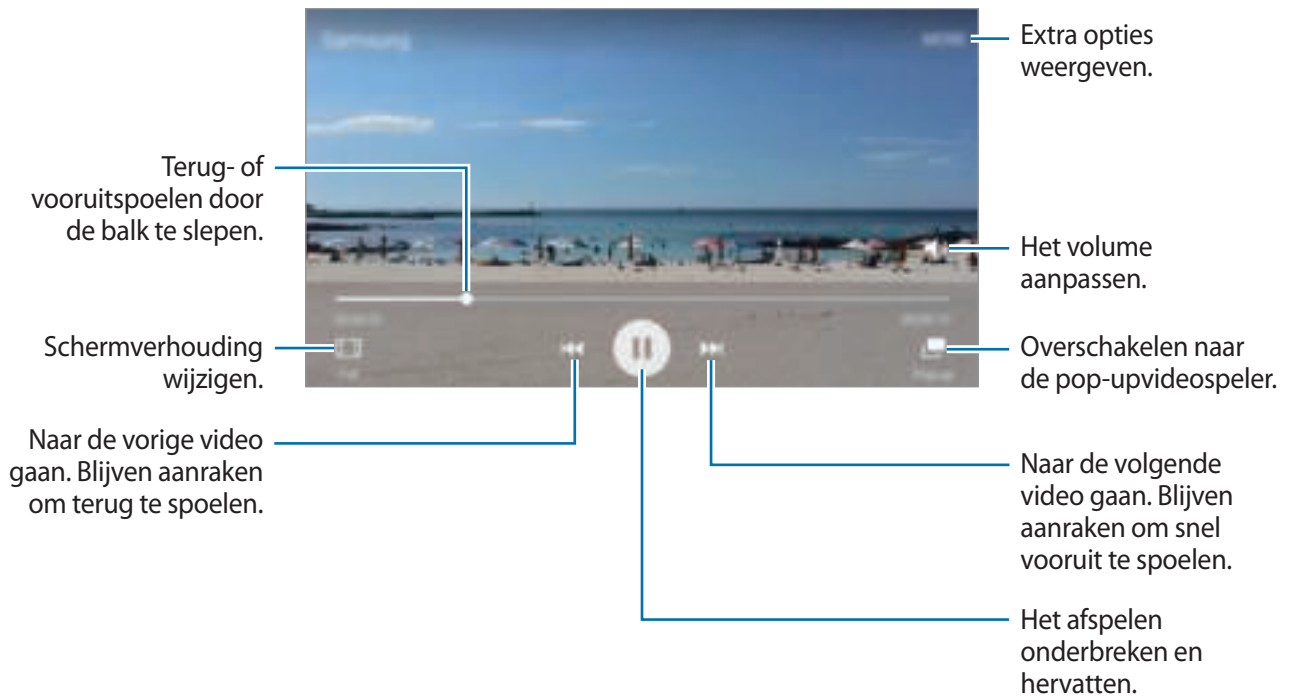 Extra opties
weergeven.
Terug- of
vooruitspoelen door
de balk te slepen.
Het volume
aanpassen.
Schermverhouding
wijzigen.
Overschakelen naar
de pop-upvideospeler.
Naar de vorige video
gaan. Blijven aanraken
om terug te spoelen.
Naar de volgende
video gaan. Blijven
aanraken om snel
vooruit te spoelen.
Het afspelen
onderbreken en
hervatten.